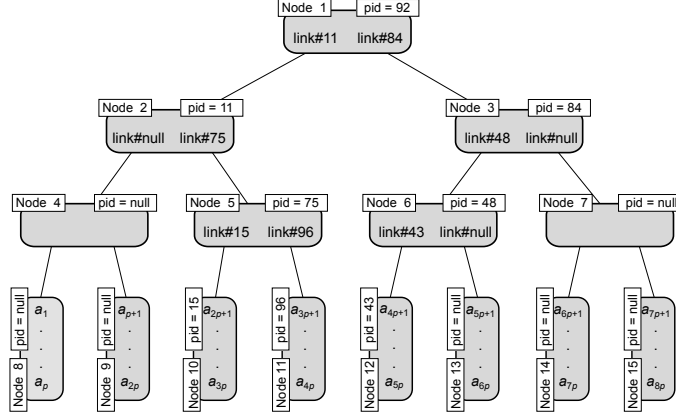 Node 1 pid = 92
link#11 link#84
Node 2 pid = 11 Node 3 pid = 84
link#null link#75 link#48 link#null
Node 4 pid = null Node 5 pid = 75 Node 6 pid = 48 Node 7 pid = null
link#15 link#96 link#43 link#null
Node 8 pid = null
a1
.
.
.
ap
Node 9 pid = null
ap+1
.
.
.
a2p
Node 10 pid = 15
a2p+1
.
.
.
a3p
Node 11 pid = 96
a3p+1
.
.
.
a4p
Node 12 pid = 43
a4p+1
.
.
.
a5p
Node 13 pid = null
a5p+1
.
.
.
a6p
Node 14 pid = null
a6p+1
.
.
.
a7p
Node 15 pid = null
a7p+1
.
.
.
a8p